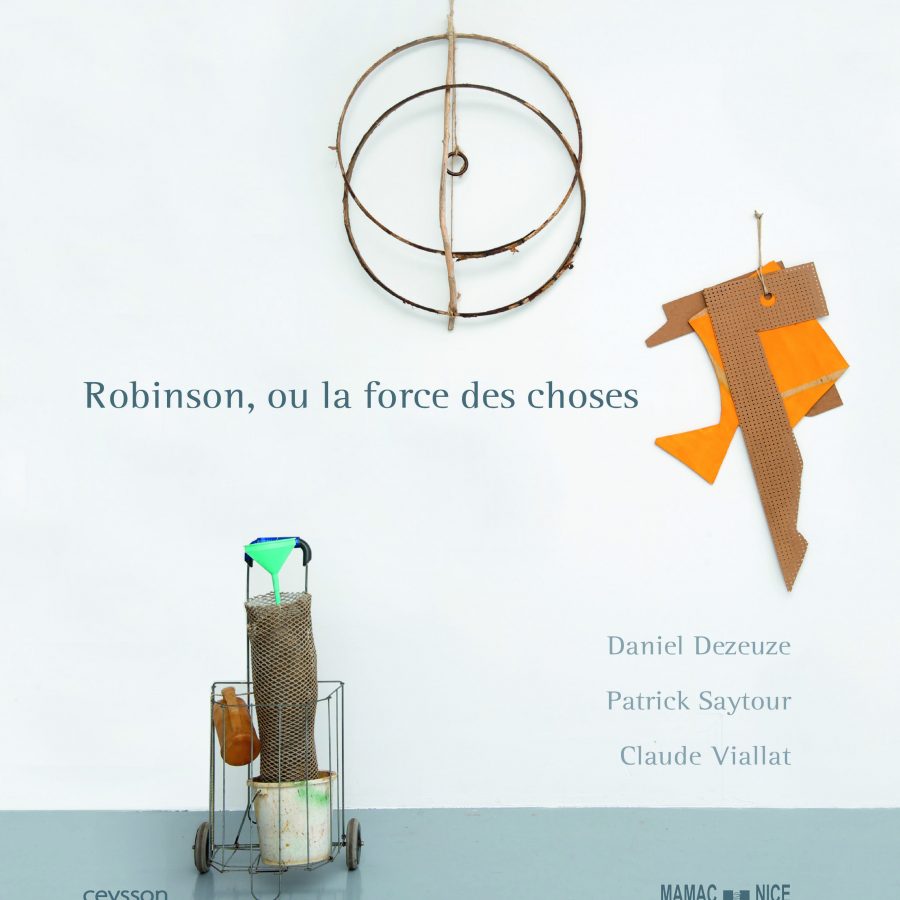 Robinson, ou la force des choses
Daniel Dezeuze
Patrick Saytour
Claude Viallat
ceysson
MAMAC NICE